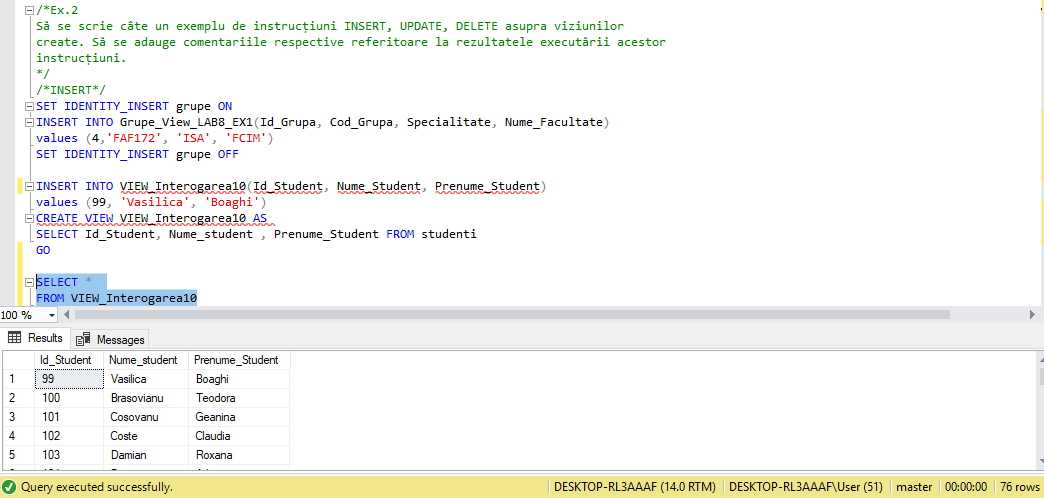 /*Ex.2
Să se scrie câte un exemplu de instrucțiuni INSERT, UPDATE, DELETE asupra viziunilor
create. Să se adauge comentariile respective referitoare la rezultatele executării acestor
instrucțiuni.
*/
/*INSERT*/
SET IDENTITY_INSERT grupe ON
INSERT INTO Grupe_View_LAB8_EX1(Id_Grupa, Cod_Grupa, Specialitate, Nume_Facultate)
values (4,'FAF172', 'ISA', 'FCIM')
SET IDENTITY_INSERT grupe OFF
INSERT INTO VIEW_Interogarea10(Id_Student, Nume_Student, Prenume_Student)
values (99, 'Vasilica', 'Boaghi')
CREATE VIEW VIEW_Interogarea10 AS
SELECT Id_Student, Nume_student , Prenume_Student FROM studenti
GO
SELECT *
FROM VIEW_Interogarea10
100 %
Results Messages
Id_Student Nume_student Prenume_Student
1 99 Vasilica Boaghi
2 100 Brasovianu Teodora
3 101 Cosovanu Geanina
4 102 Coste Claudia
5 103 Damian Roxana
Query executed successfully. DESKTOP-RL3AAAF (14.0 RTM) DESKTOP-RL3AAAF\User (51) master 00:00:00 76 rows